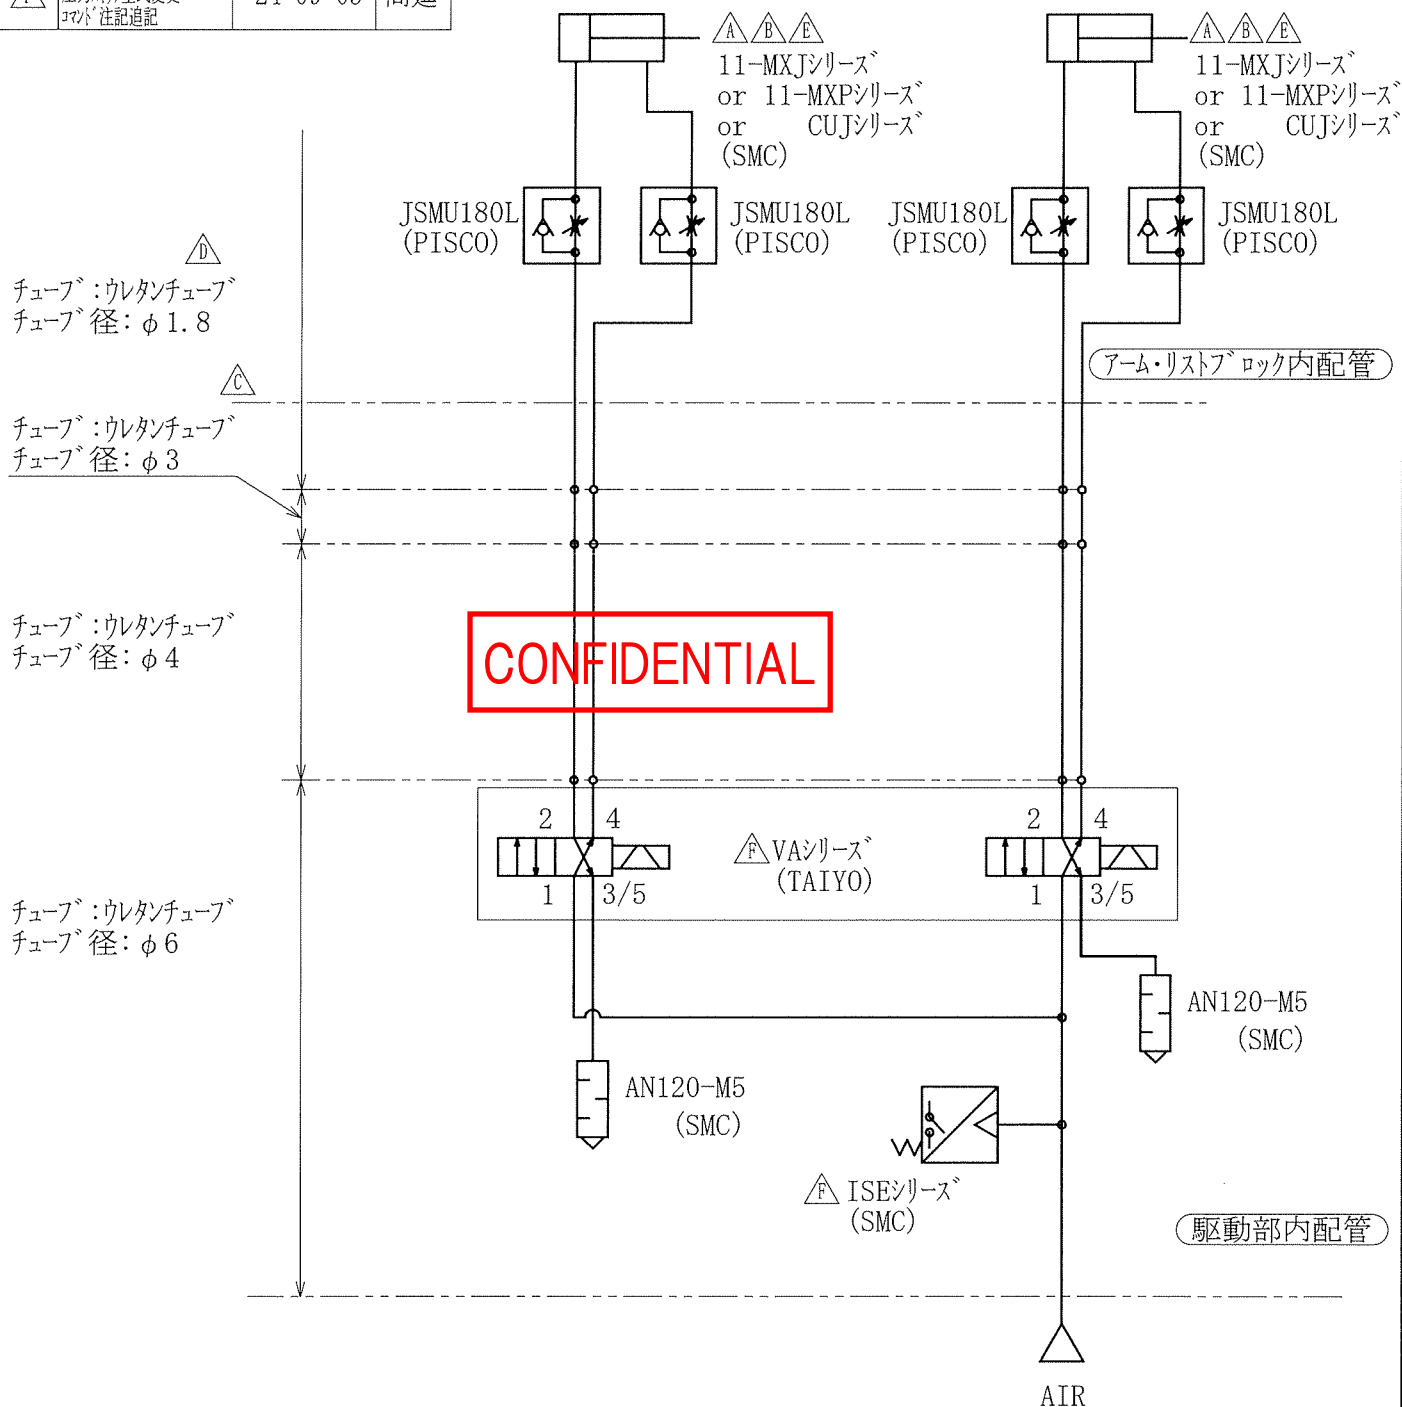 コマンド注記追記
21-09-03
A B E
11-MXJシリーズ
or 11-MXPシリーズ
or CUJシリーズ
(SMC)
A B E
11-MXJシリーズ
or 11-MXPシリーズ
or CUJシリーズ
(SMC)
JSMU180L
(PISCO)
JSMU180L
(PISCO)
JSMU180L
(PISCO)
JSMU180L
(PISCO)
D
チューブ:ウレタンチューブ
チューブ径:φ1.8
アーム・リストブロック内配管
C
チューブ:ウレタンチューブ
チューブ径:φ3
チューブ:ウレタンチューブ
チューブ径:φ4
CONFIDENTIAL
2 4
1 3/5
F VAシリーズ
(TAIYO)
2 4
1 3/5
チューブ:ウレタンチューブ
チューブ径:φ6
AN120-M5
(SMC)
AN120-M5
(SMC)
F ISEシリーズ
(SMC)
駆動部内配管
AIR